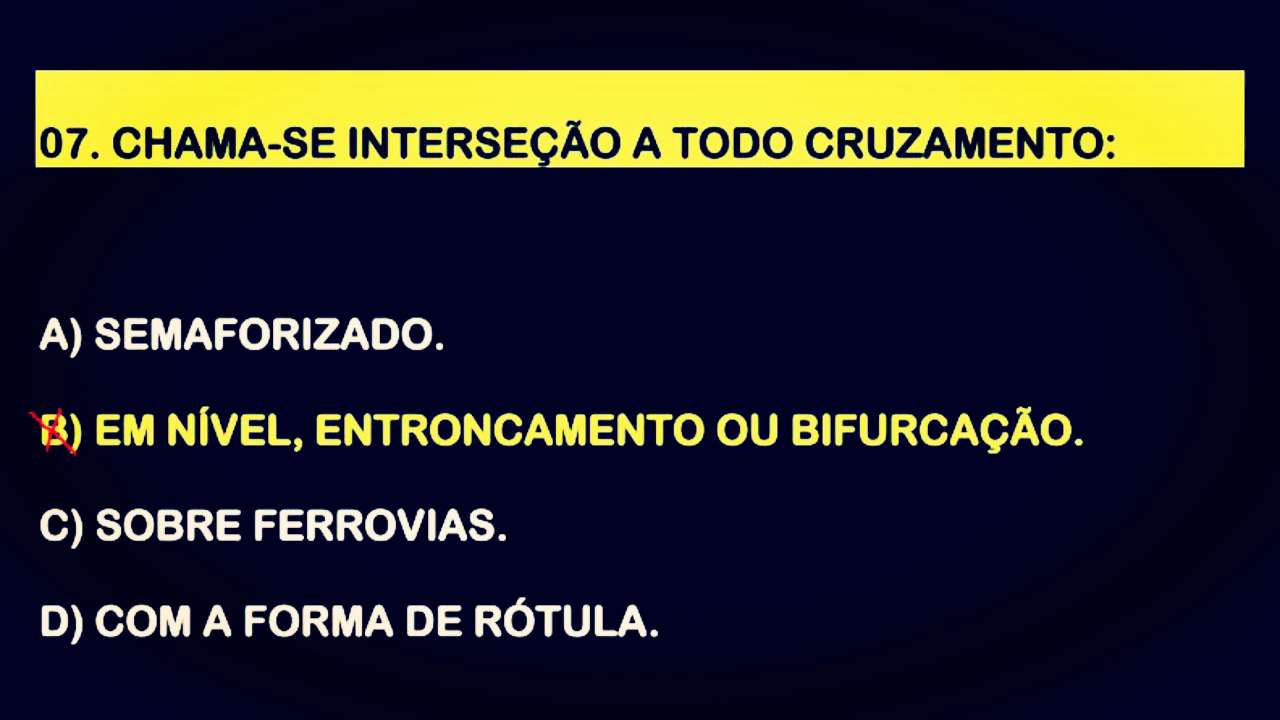 07. CHAMA-SE INTERSEÇÃO A TODO CRUZAMENTO:
A) SEMAFORIZADO.
B) EM NÍVEL, ENTRONCAMENTO OU BIFURCAÇÃO.
C) SOBRE FERROVIAS.
D) COM A FORMA DE RÓTULA.